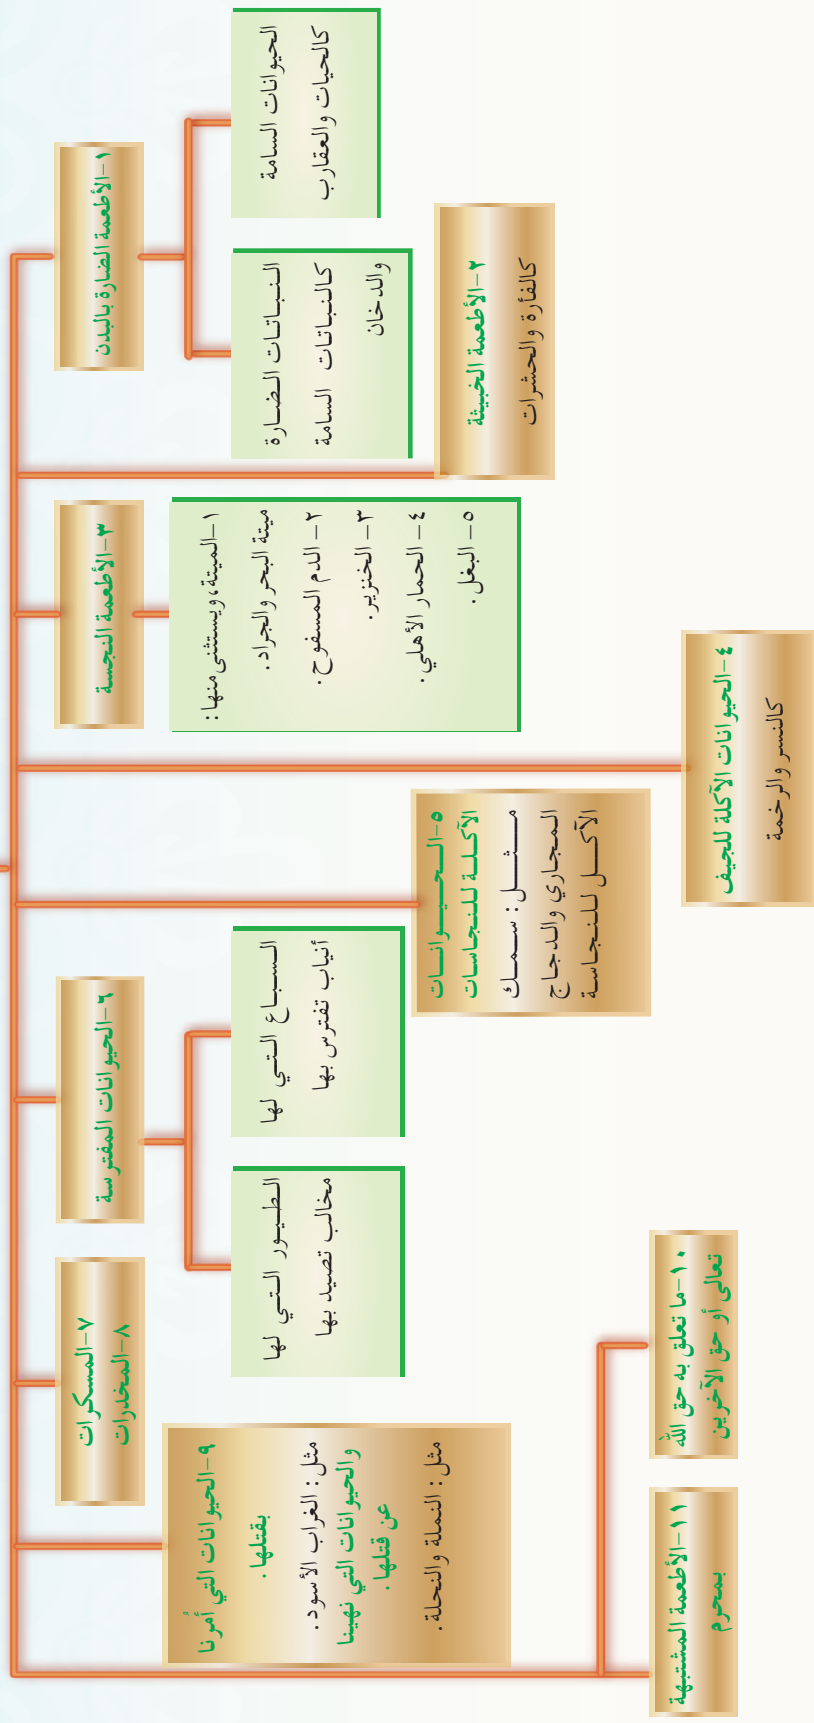 ١-الأطعمة الضارة بالبدن
الحيوانات السامة
كالحيات والعقارب
النباتات الضارة
كالنباتات السامة
والدخان
٢-الأطعمة الخبيثة
كالفأرة والحشرات
٣-الأطعمة النجسة
١-الميتة، ويستثنى منها:
ميتة البحر والجراد.
٢- الدم المسفوح.
٣- الخنزير.
٤- الحمار الأهلي.
٥- البغل.
٤-الحيوانات الآكلة للجيف
كالنسر والرخمة
٥-الحيوانات
الآكلة للنجاسات
مثل: سمك
المجاري والدجاج
الآكل للنجاسة
٦-الحيوانات المفترسة
السباع التي لها
أنياب تفترس بها
الطيور التي لها
مخالب تصيد بها
٧-المسكرات
٨-المخدرات
٩-الحيوانات التي أُمرنا
بقتلها.
مثل: الغراب الأسود.
والحيوانات التي نهينا
عن قتلها.
مثل: النملة والنحلة.
١٠-ما تعلق به حق الله
تعالى أو حق الآخرين
١١-الأطعمة المشتبهة
بمحرم